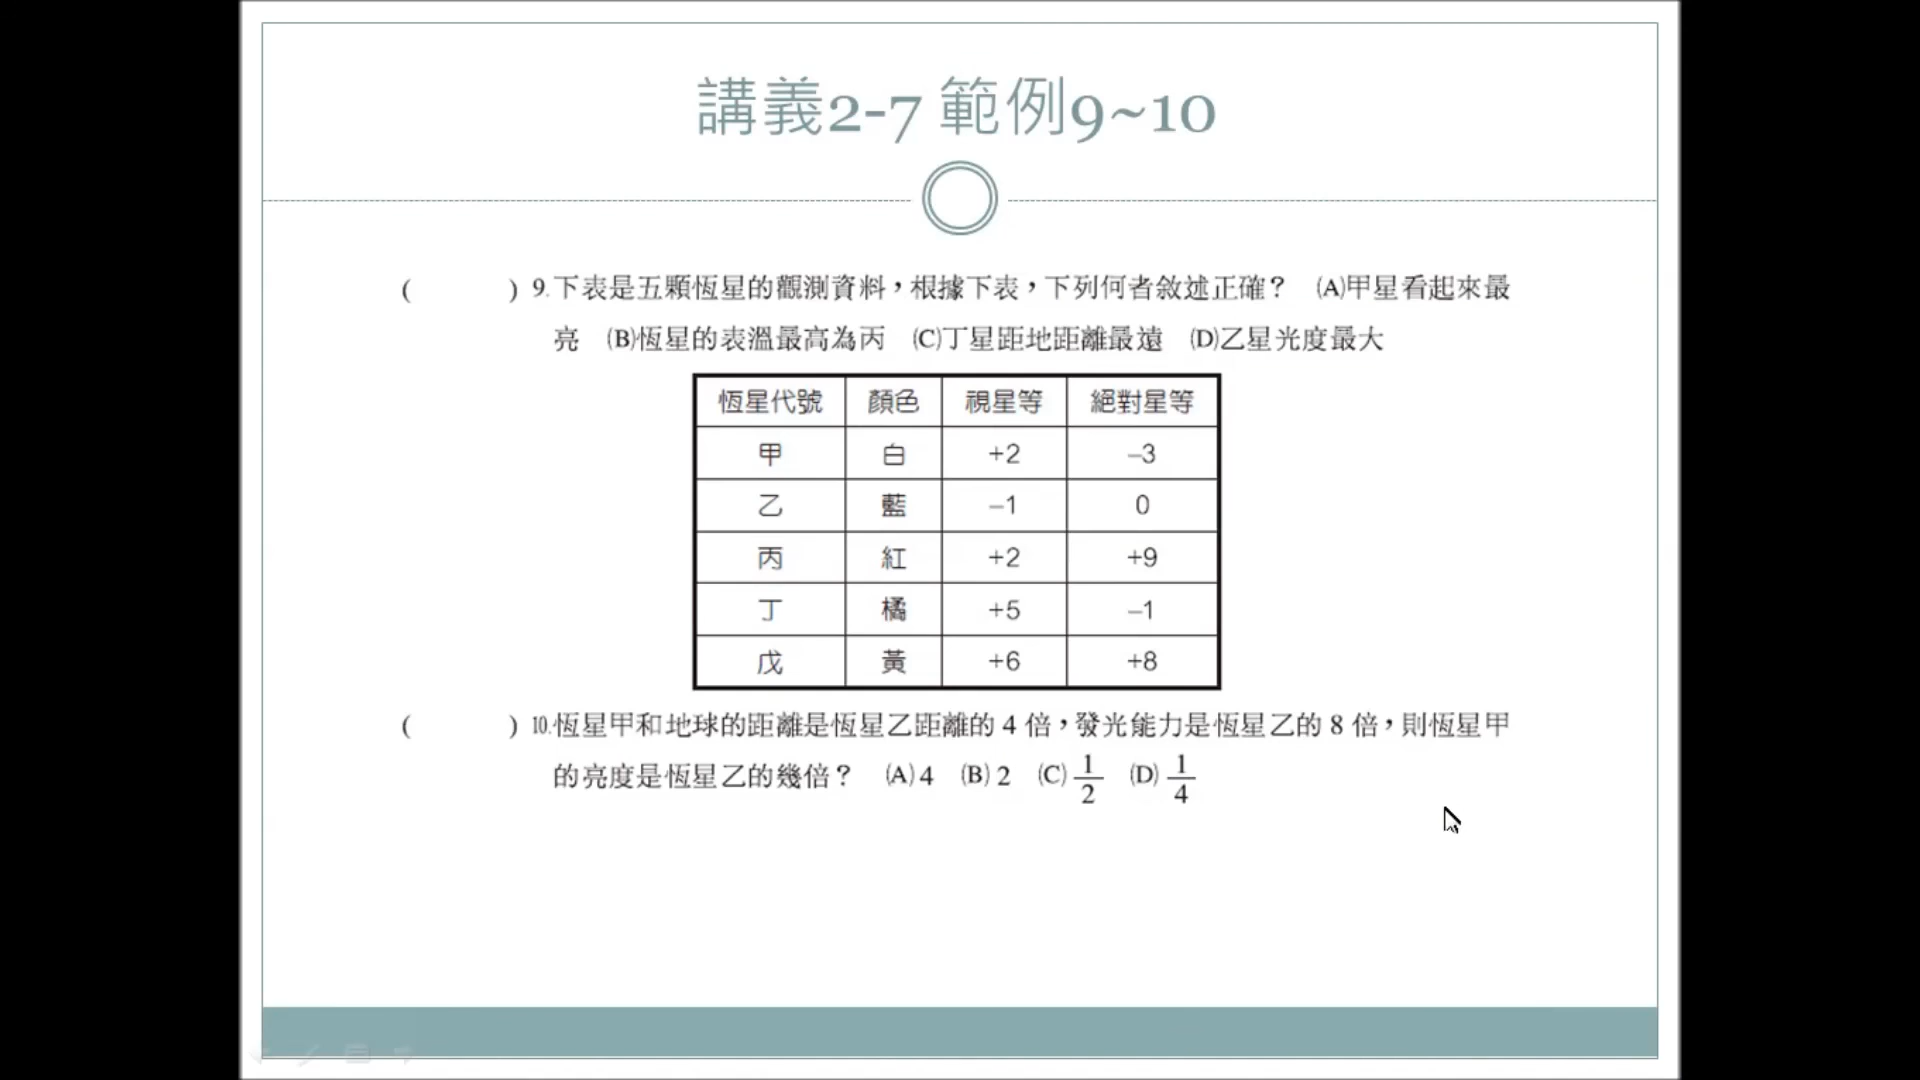 講義2-7 範例9~10
( ) 9.下表是五顆恆星的觀測資料，根據下表，下列何者敘述正確？ (A)甲星看起來最
亮 (B)恆星的表溫最高為丙 (C)丁星距地距離最遠 (D)乙星光度最大
恆星代號 顏色 視星等 絕對星等
甲 白 +2 –3
乙 藍 –1 0
丙 紅 +2 +9
丁 橘 +5 –1
戊 黃 +6 +8
( ) 10.恆星甲和地球的距離是恆星乙距離的 4 倍，發光能力是恆星乙的 8 倍，則恆星甲
的亮度是恆星乙的幾倍？ (A) 4 (B) 2 (C) 1/2 (D) 1/4